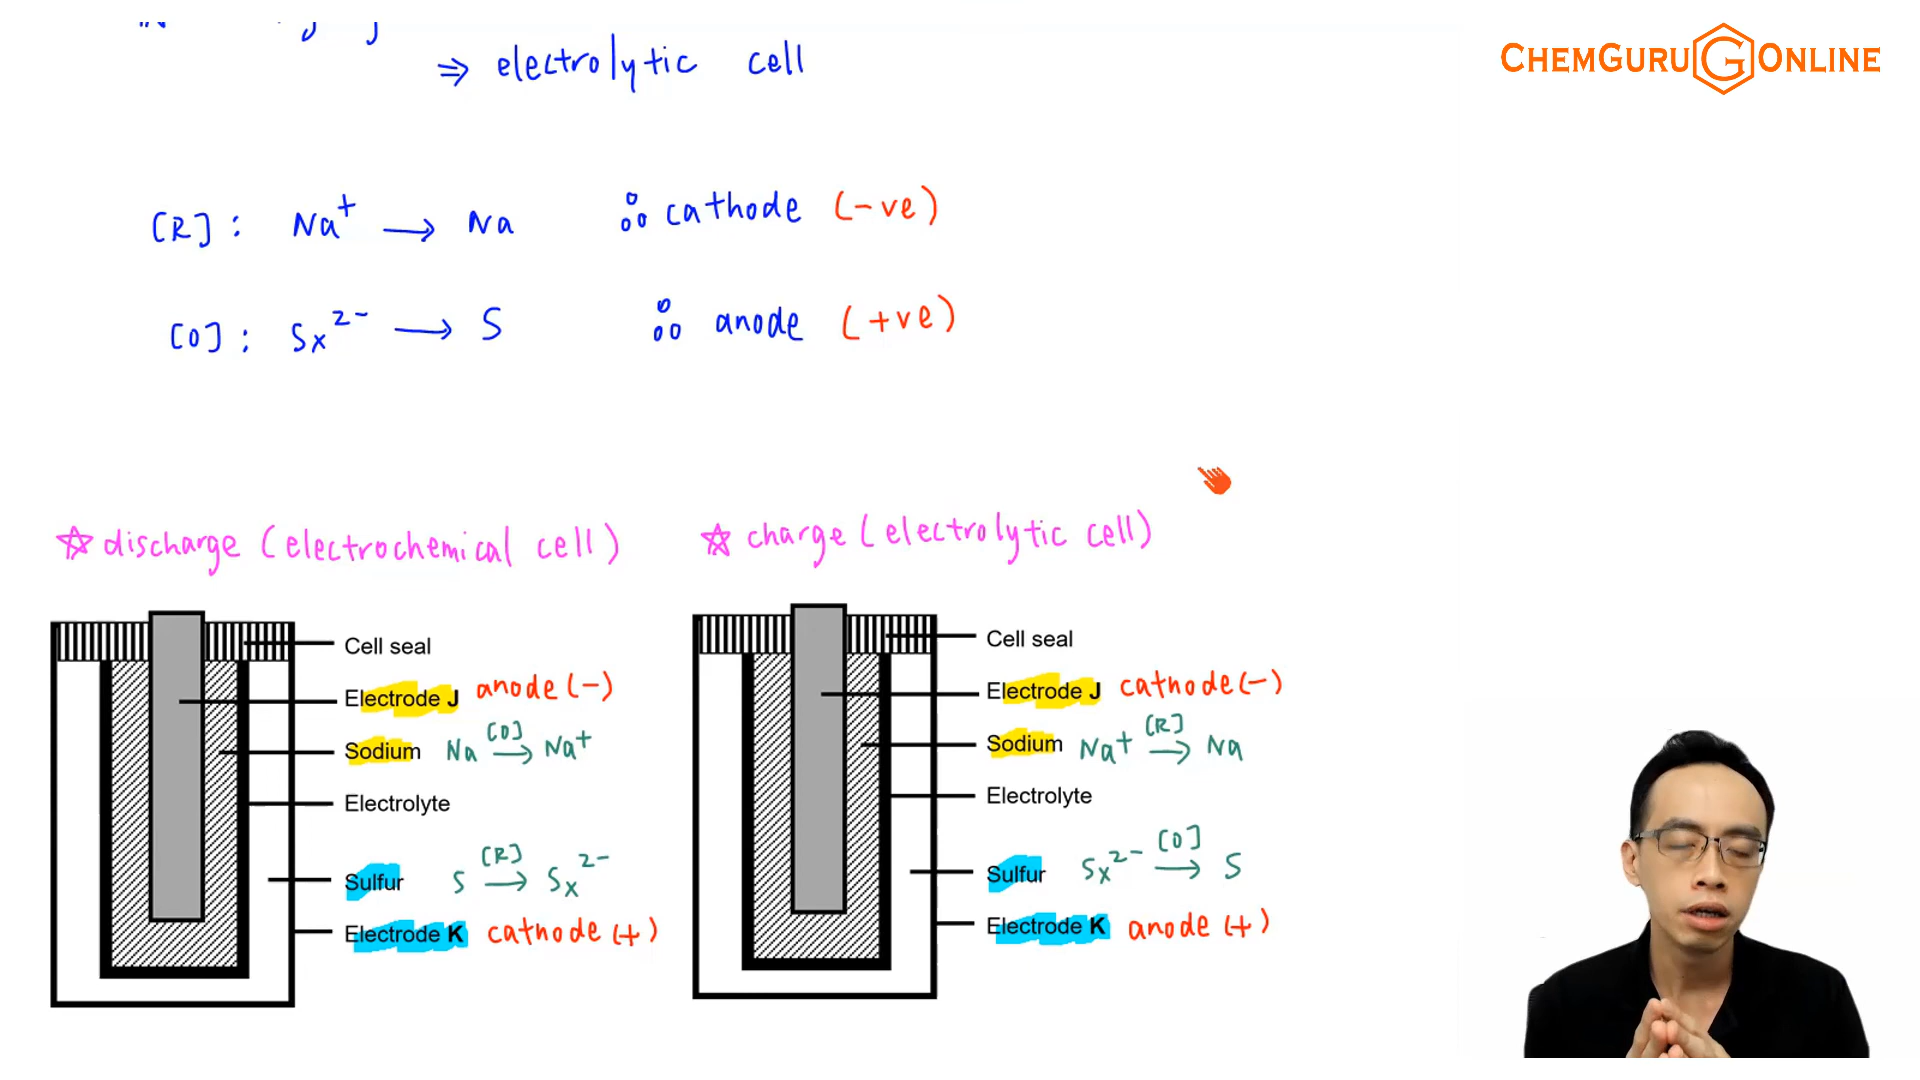 ⇒ electrolytic cell
CHEMGURU G ONLINE
[R] : Na⁺ → Na ∴ cathode (-ve)
[O] : Sx²⁻ → S ∴ anode (+ve)
☆ discharge (electrochemical cell)
☆ charge (electrolytic cell)
Cell seal
Electrode J anode (-)
Sodium Na [O]→ Na⁺
Electrolyte
Sulfur S [R]→ Sx²⁻
Electrode K cathode (+)
Cell seal
Electrode J cathode (-)
Sodium Na⁺ [R]→ Na
Electrolyte
Sulfur Sx²⁻ [O]→ S
Electrode K anode (+)